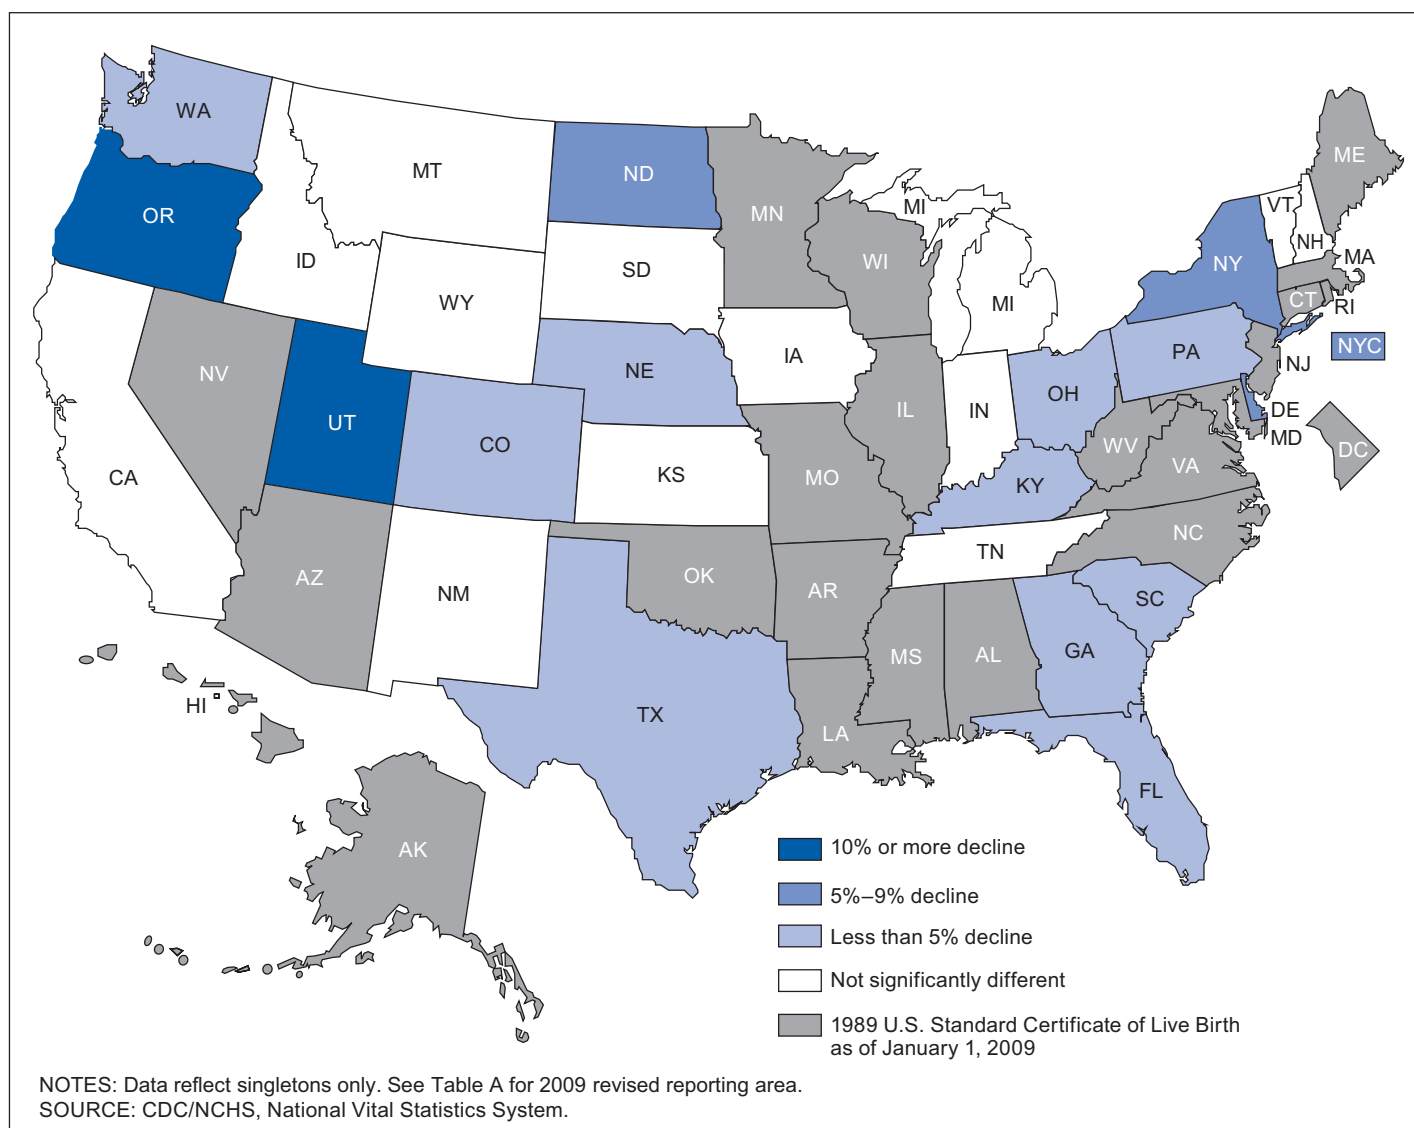 WA
MT
ND
MN
ME
OR
ID
SD
WI
MI
VT
NH
NY
MA
WY
MI
CT
RI
NV
NE
IA
PA
NYC
NJ
UT
CO
IL
IN
OH
DE
MD
CA
KS
MO
WV
VA
DC
KY
AZ
NM
OK
AR
TN
NC
SC
MS
AL
GA
HI
TX
LA
FL
AK
10% or more decline
5%–9% decline
Less than 5% decline
Not significantly different
1989 U.S. Standard Certificate of Live Birth
as of January 1, 2009
NOTES: Data reflect singletons only. See Table A for 2009 revised reporting area.
SOURCE: CDC/NCHS, National Vital Statistics System.